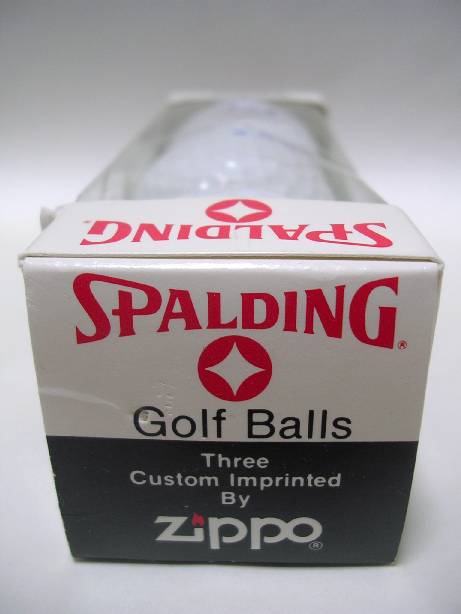 SPALDING®
SPALDING®
Golf Balls
Three
Custom Imprinted
By
Zippo®